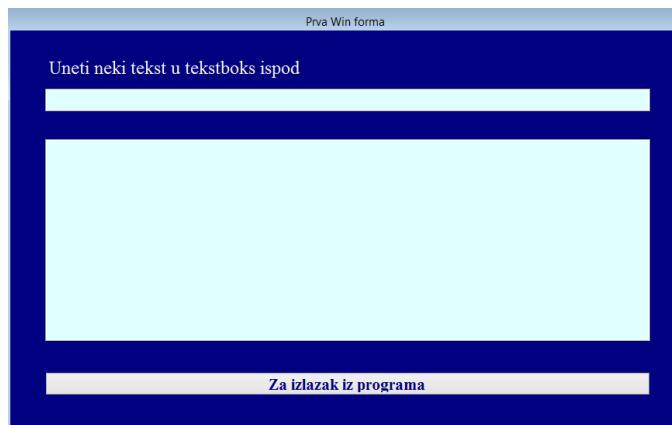 Prva Win forma
Uneti neki tekst u tekstboks ispod
Za izlazak iz programa